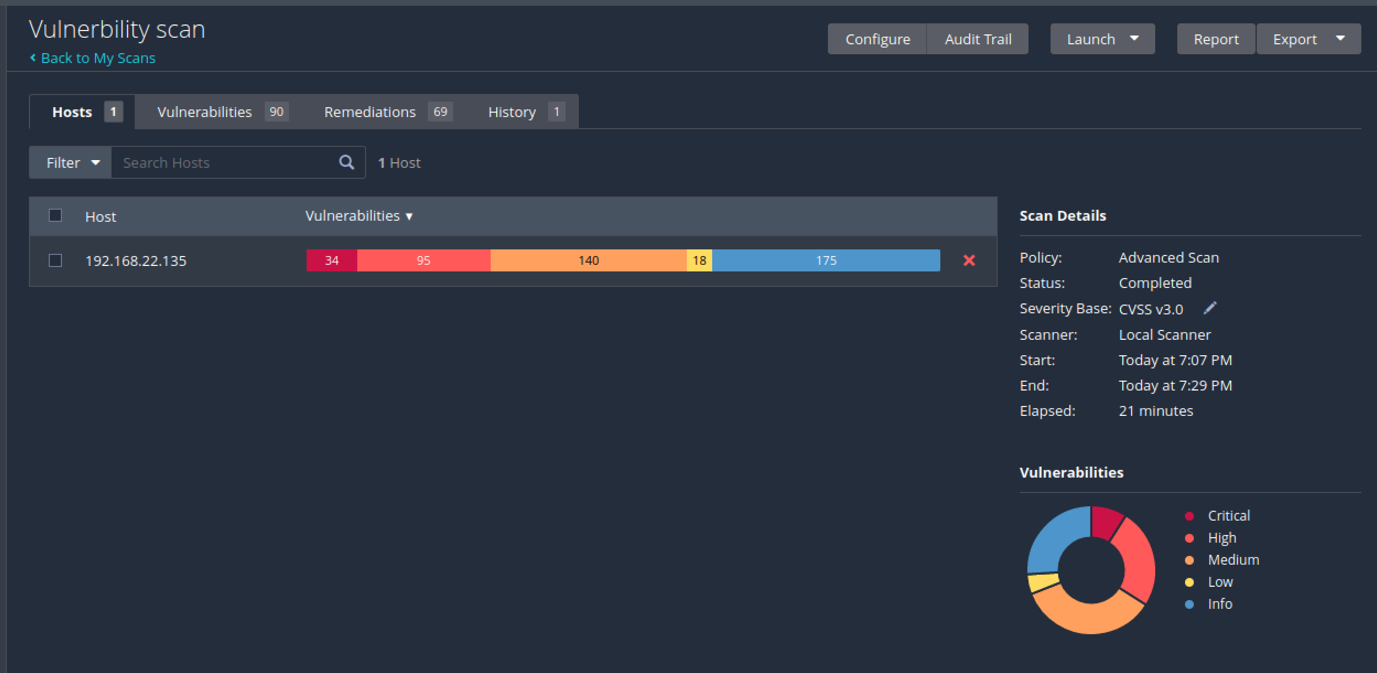 Vulnerbility scan
Back to My Scans
Configure Audit Trail Launch Report Export
Hosts 1 Vulnerabilities 90 Remediations 69 History 1
Filter Search Hosts 1 Host
Host Vulnerabilities
192.168.22.135 34 95 140 18 175
Scan Details
Policy: Advanced Scan
Status: Completed
Severity Base: CVSS v3.0
Scanner: Local Scanner
Start: Today at 7:07 PM
End: Today at 7:29 PM
Elapsed: 21 minutes
Vulnerabilities
Critical
High
Medium
Low
Info